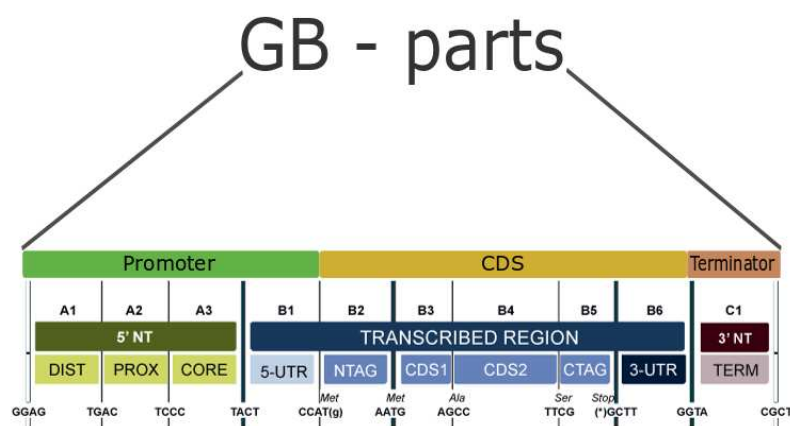 GB - parts
Promoter CDS Terminator
A1 A2 A3 B1 B2 B3 B4 B5 B6 C1
5' NT TRANSCRIBED REGION 3' NT
DIST PROX CORE 5-UTR NTAG CDS1 CDS2 CTAG 3-UTR TERM
Met Met Ala Ser Stop
GGAG TGAC TCCC TACT CCAT(g) AATG AGCC TTCG (*)GCTT GGTA CGCT